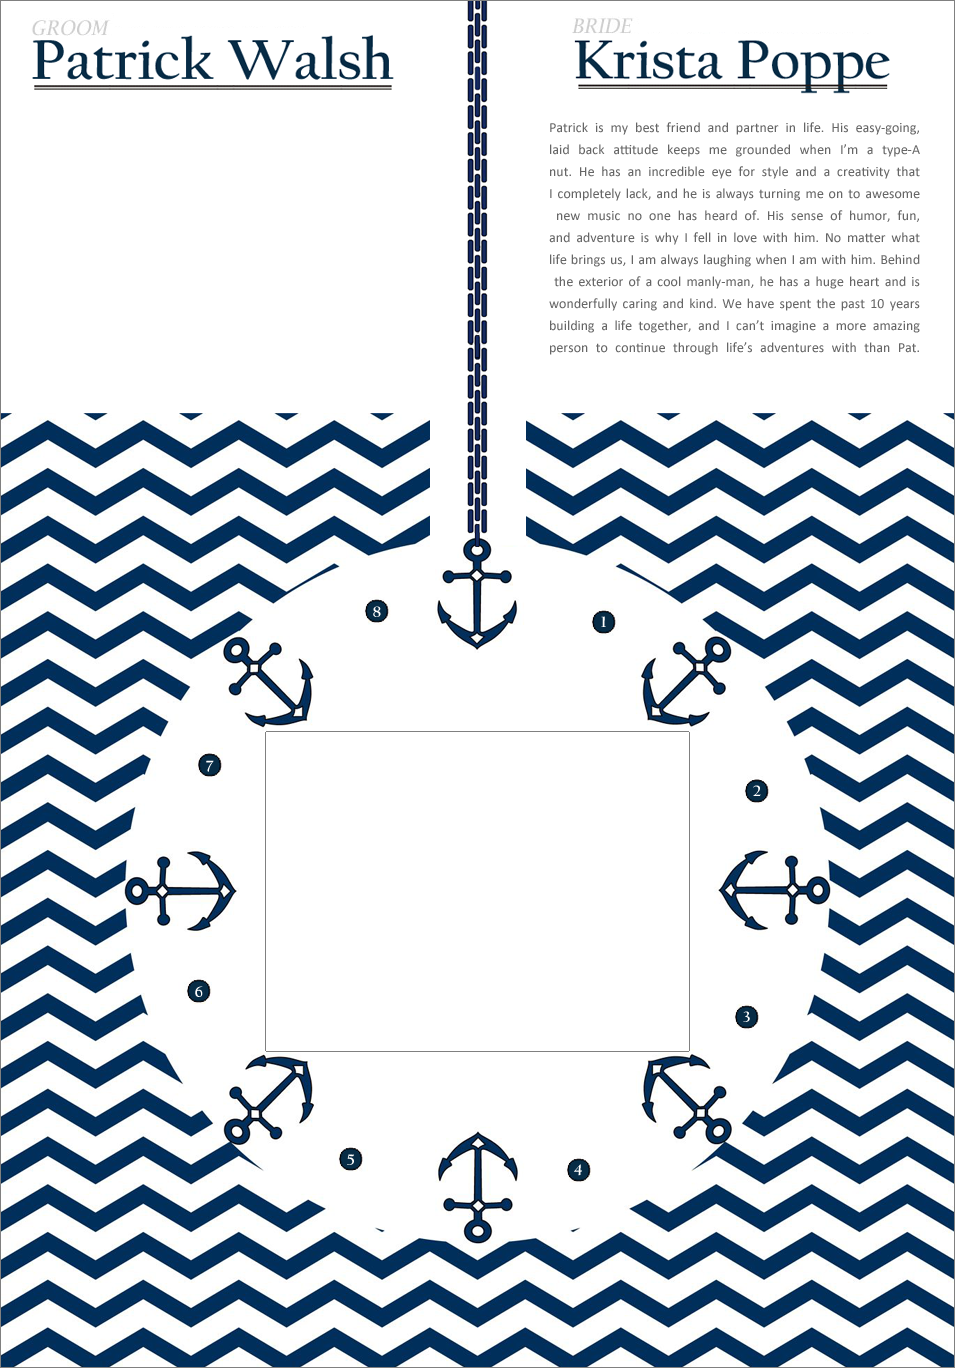 GROOM
Patrick Walsh
BRIDE
Krista Poppe
Patrick is my best friend and partner in life. His easy-going,
laid back attitude keeps me grounded when I’m a type-A
nut. He has an incredible eye for style and a creativity that
I completely lack, and he is always turning me on to awesome
new music no one has heard of. His sense of humor, fun,
and adventure is why I fell in love with him. No matter what
life brings us, I am always laughing when I am with him. Behind
the exterior of a cool manly-man, he has a huge heart and is
wonderfully caring and kind. We have spent the past 10 years
building a life together, and I can’t imagine a more amazing
person to continue through life’s adventures with than Pat.
8
1
7
2
6
3
5
4